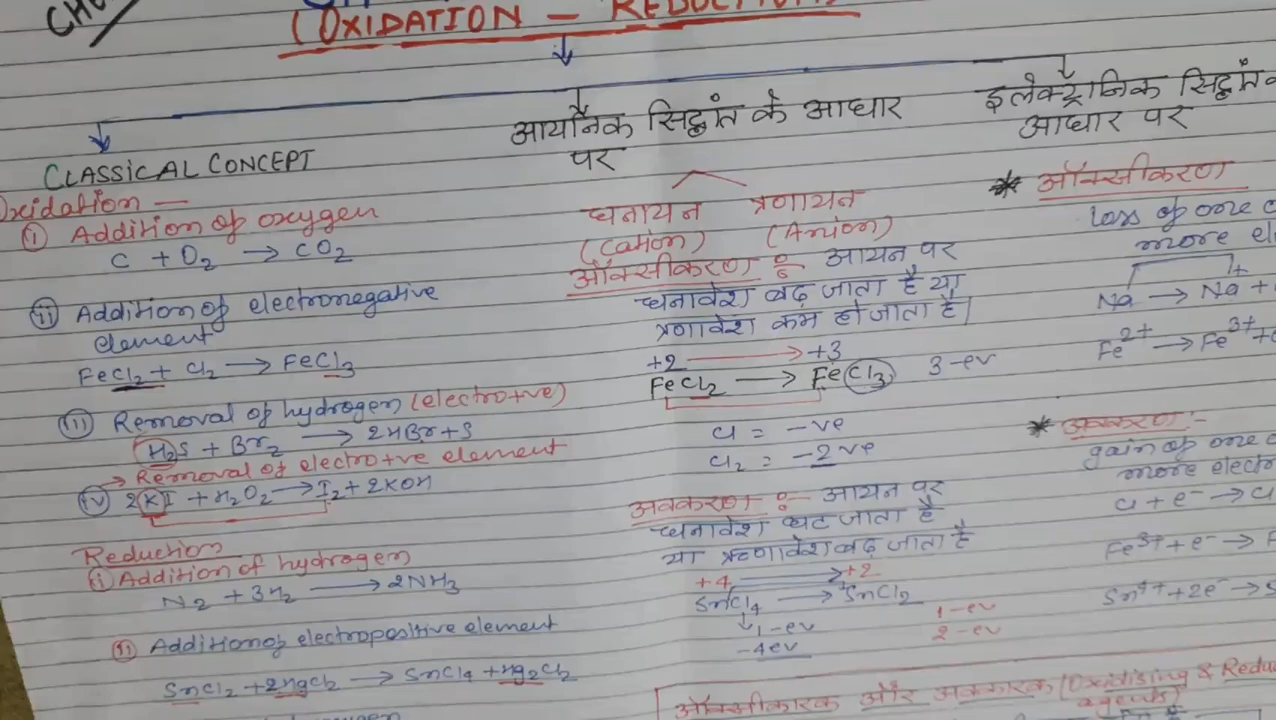 (OXIDATION – REDUCTION)
CLASSICAL CONCEPT
Oxidation —
(i) Addition of oxygen
C + O2 → CO2
(ii) Addition of electronegative
element
FeCl2 + Cl2 → FeCl3
(iii) Removal of hydrogen (electro+ve)
H2S + Br2 → 2HBr + S
→ Removal of electro+ve element
(iv) 2KI + H2O2 → I2 + 2KOH
Reduction
(i) Addition of hydrogen
N2 + 3H2 → 2NH3
(ii) Addition of electropositive element
SnCl2 + 2HgCl2 → SnCl4 + Hg2Cl2
आयनिक सिद्धांत के आधार
पर
धनायन ऋणायन
(Cation) (Anion)
ऑक्सीकरण : आयन पर
धनावेश बढ़ जाता है या
ऋणावेश कम हो जाता है।
+2 → +3
FeCl2 → FeCl3 3-ev
Cl = -ve
Cl2 = -2ve
अवकरण : आयन पर
धनावेश घट जाता है
या ऋणावेश बढ़ जाता है
+4 → +2
SnCl4 → SnCl2
1-ev 1-ev
-4ev 2-ev
इलेक्ट्रॉनिक सिद्धांत
आधार पर
* ऑक्सीकरण
loss of one
more
Na → Na+ +
Fe2+ → Fe3+ +
* अवकरण :-
gain of one
more
Cl + e- →
Fe3+ + e- →
Sn4+ + 2e- →
ऑक्सीकारक और अवकारक (Oxidising &
agents)